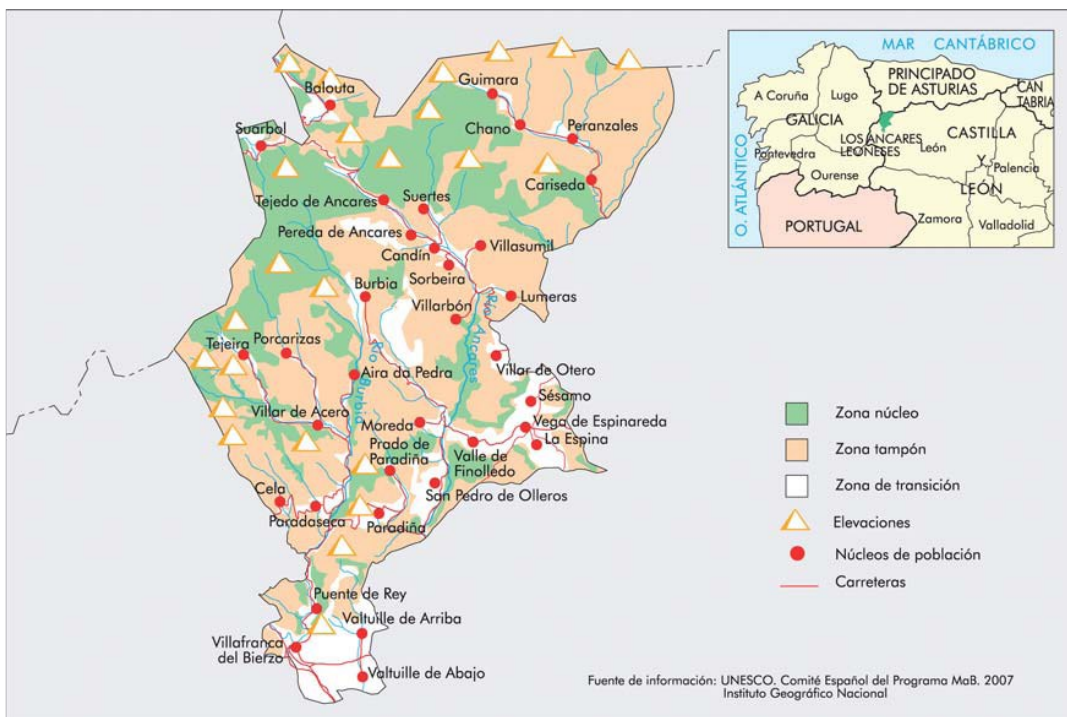 Balouta
Guimara
Suarbol
Chano
Peranzales
Cariseda
Tejedo de Ancares
Suertes
Pereda de Ancares
Candín
Villasumil
Sorbeira
Burbia
Lumeras
Villarbón
Río Ancares
Tejeira
Porcarizas
Río Burbia
Villar de Otero
Aira da Pedra
Sésamo
Villar de Acero
Moreda
Vega de Espinareda
La Espina
Prado de
Paradiña
Valle de
Finolledo
Cela
San Pedro de Olleros
Paradaseca
Paradiña
Puente de Rey
Valtuille de Arriba
Villafranca
del Bierzo
Valtuille de Abajo
MAR CANTÁBRICO
PRINCIPADO
DE ASTURIAS
A Coruña
Lugo
CAN
TABRIA
GALICIA
LOS ANCARES
LEONESES
León
CASTILLA
Y
LEÓN
Palencia
Pontevedra
Ourense
O. ATLÁNTICO
PORTUGAL
Zamora
Valladolid
Zona núcleo
Zona tampón
Zona de transición
Elevaciones
Núcleos de población
Carreteras
Fuente de información: UNESCO. Comité Español del Programa MaB. 2007
Instituto Geográfico Nacional